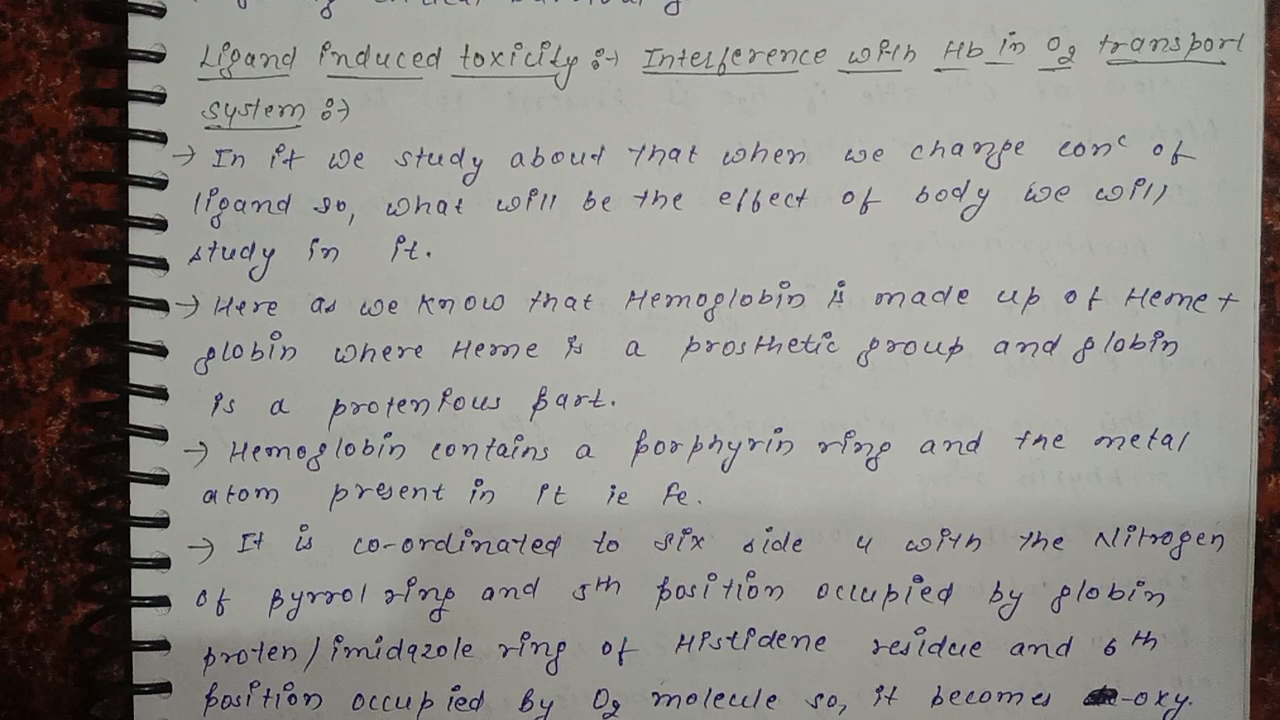 Ligand induced toxicity :→ Interference with Hb in O2 transport
system :→
→ In it we study about that when we change conc of
ligand so, what will be the effect of body we will
study in it.
→ Here as we know that Hemoglobin is made up of Heme +
globin where Heme is a prosthetic group and globin
is a protenious part.
→ Hemoglobin contains a porphyrin ring and the metal
atom present in it ie Fe.
→ It is co-ordinated to six side 4 with the Nitrogen
of pyrrol ring and 5th position occupied by globin
proten/imidazole ring of Histidene residue and 6th
position occupied by O2 molecule so, it becomes -oxy.